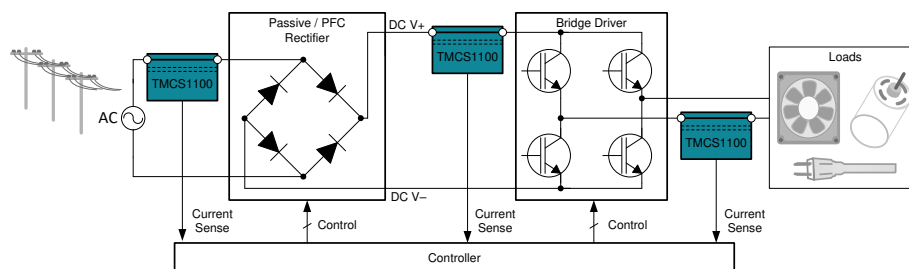 Passive / PFC
Rectifier
DC V+
TMCS1100
Bridge Driver
Loads
TMCS1100
AC
TMCS1100
DC V–
Current
Sense
Control
Current
Sense
Control
Current
Sense
Controller